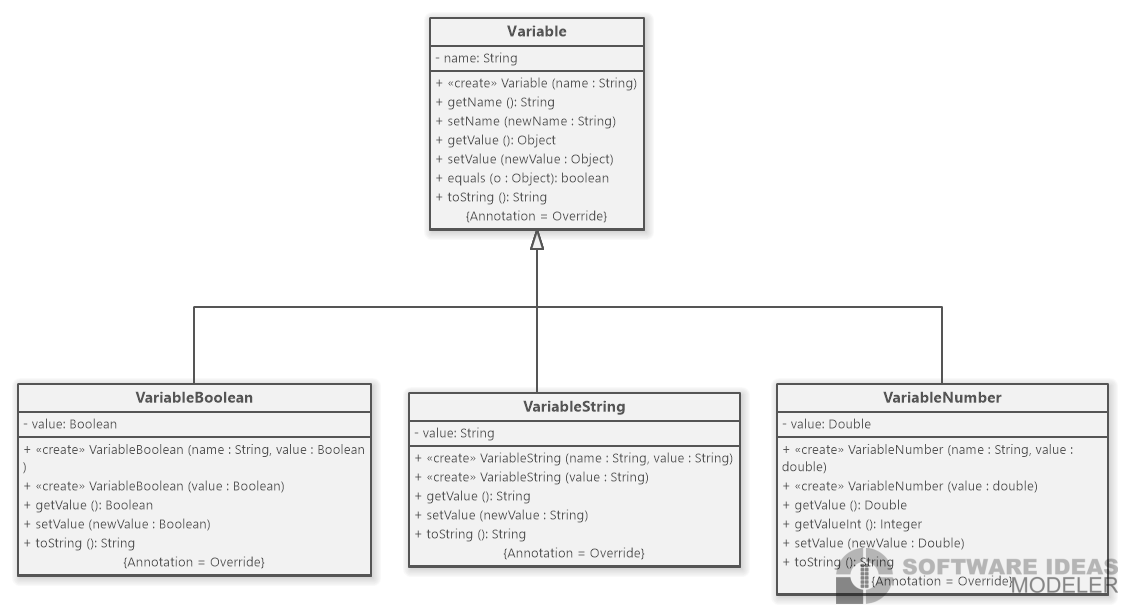 Variable
- name: String
+ «create» Variable (name : String)
+ getName (): String
+ setName (newName : String)
+ getValue (): Object
+ setValue (newValue : Object)
+ equals (o : Object): boolean
+ toString (): String
{Annotation = Override}
VariableBoolean
- value: Boolean
+ «create» VariableBoolean (name : String, value : Boolean
)
+ «create» VariableBoolean (value : Boolean)
+ getValue (): Boolean
+ setValue (newValue : Boolean)
+ toString (): String
{Annotation = Override}
VariableString
- value: String
+ «create» VariableString (name : String, value : String)
+ «create» VariableString (value : String)
+ getValue (): String
+ setValue (newValue : String)
+ toString (): String
{Annotation = Override}
VariableNumber
- value: Double
+ «create» VariableNumber (name : String, value :
double)
+ «create» VariableNumber (value : double)
+ getValue (): Double
+ getValueInt (): Integer
+ setValue (newValue : Double)
+ toString (): String
{Annotation = Override}
SOFTWARE IDEAS
MODELER